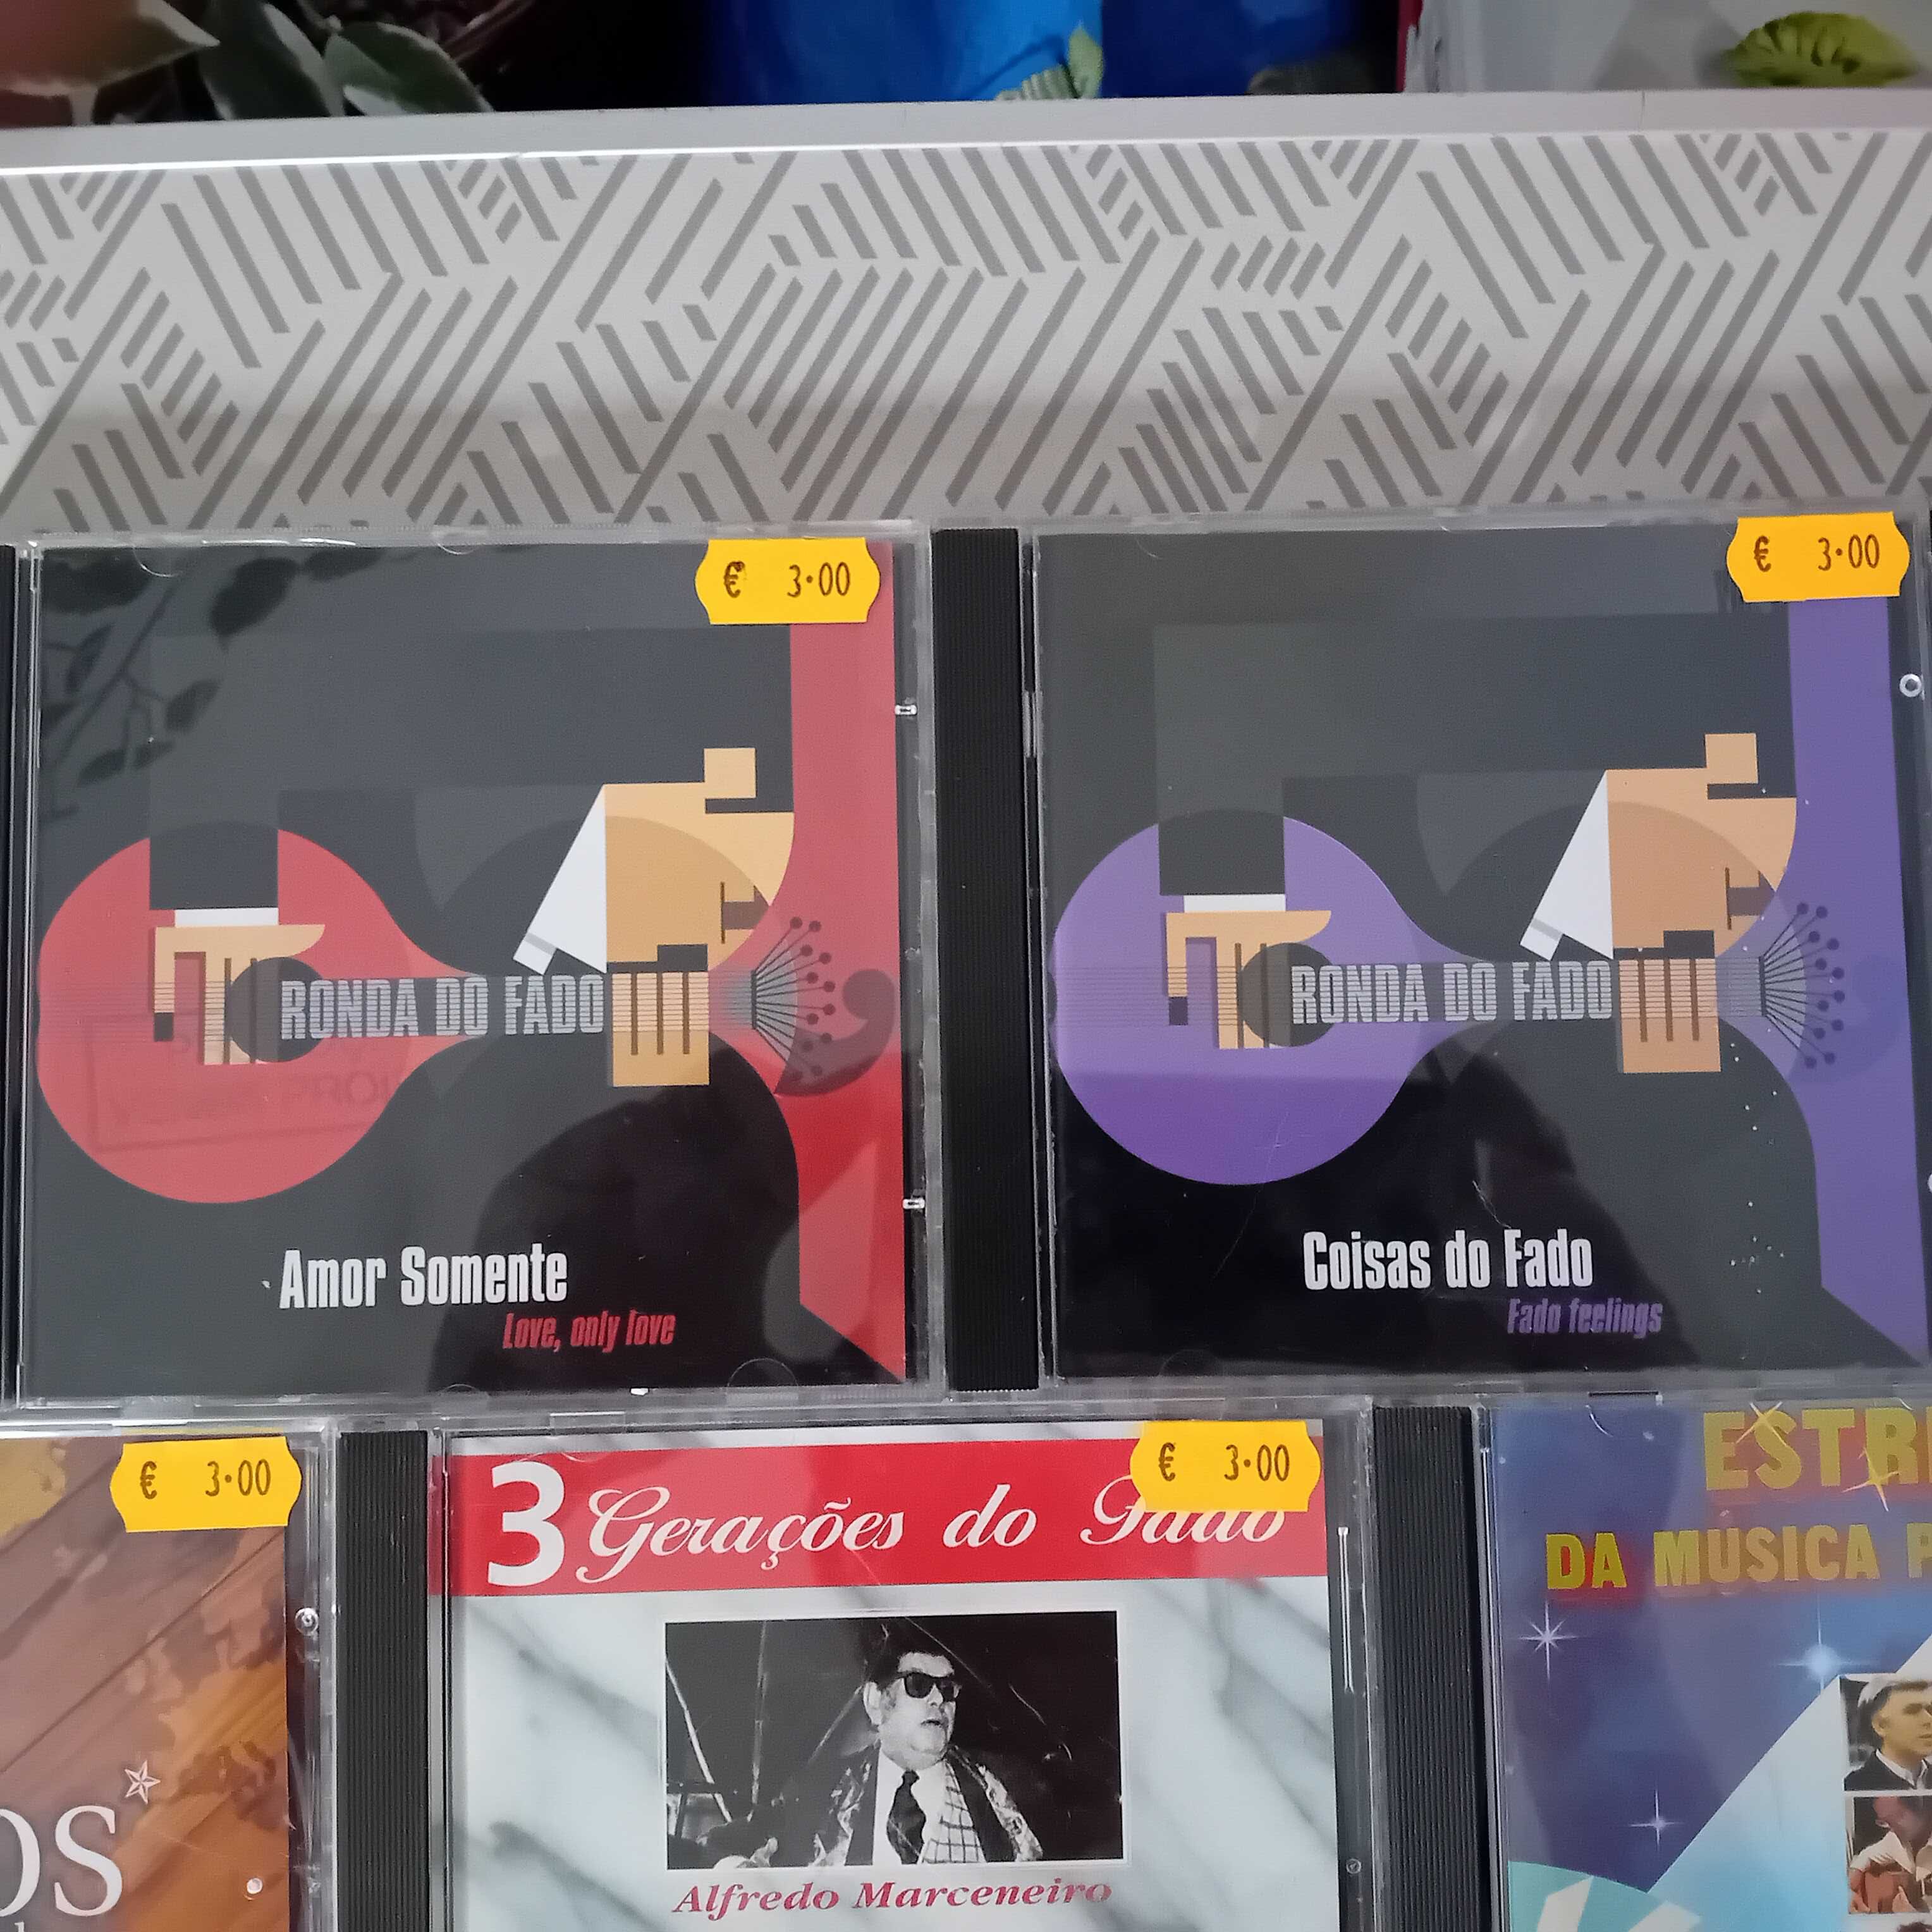 € 3·00
€ 3·00
RONDA DO FADO
RONDA DO FADO
Amor Somente
Love, only love
Coisas do Fado
Fado feelings
€ 3·00
€ 3·00
3 Gerações do Fado
Alfredo Marceneiro
DA MÚSICA